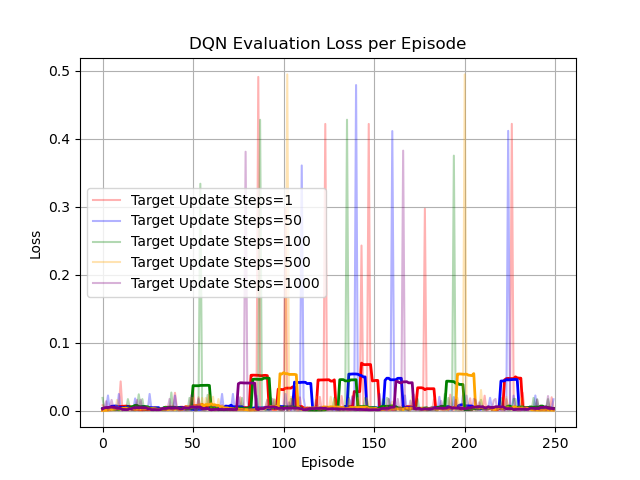 DQN Evaluation Loss per Episode
0.5
0.4
0.3
0.2
0.1
0.0
Loss
Target Update Steps=1
Target Update Steps=50
Target Update Steps=100
Target Update Steps=500
Target Update Steps=1000
0 50 100 150 200 250
Episode